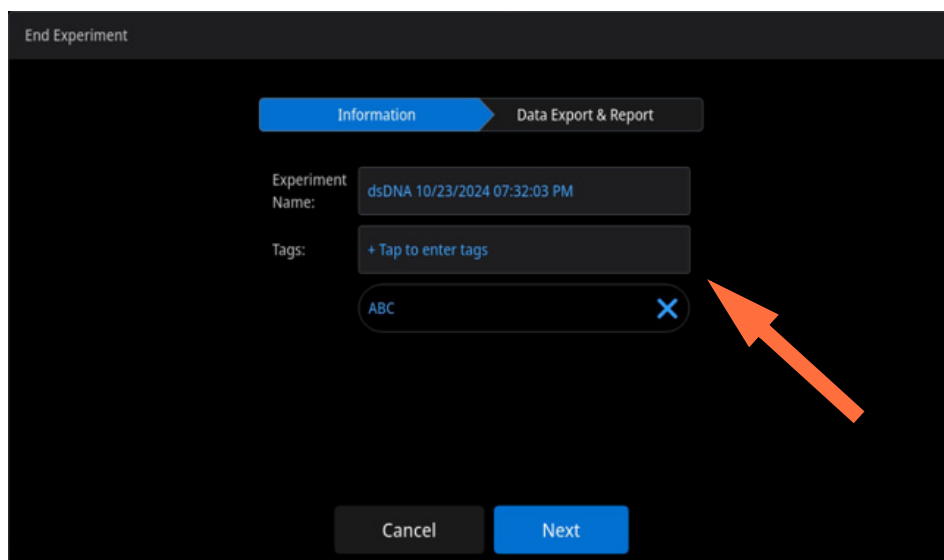 End Experiment
Information
Data Export & Report
Experiment
Name:
dsDNA 10/23/2024 07:32:03 PM
Tags:
+ Tap to enter tags
ABC
Cancel
Next